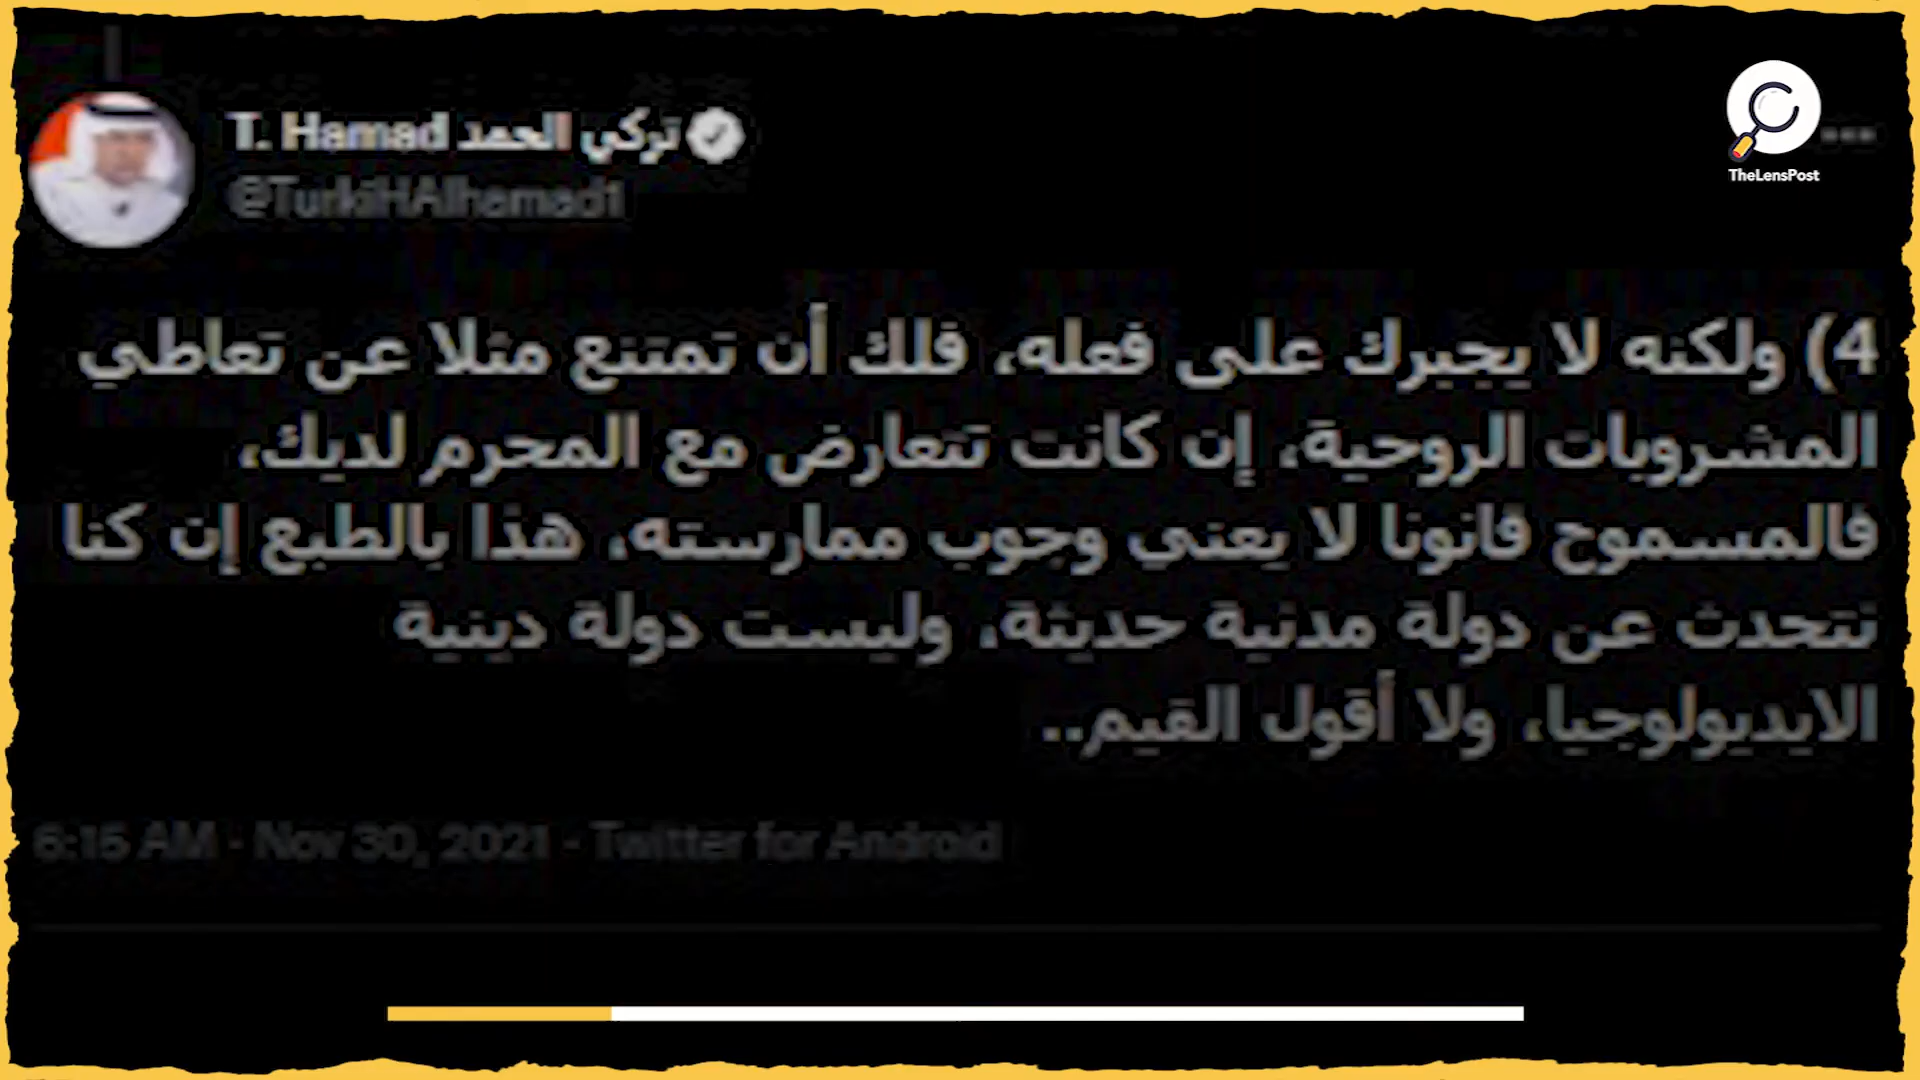 TheLensPost
T. Hamad تركي الحمد
@TurkiHAlhamad1
4) ولكنه لا يجبرك على فعله، فلك أن تمتنع مثلا عن تعاطي
المشروبات الروحية، إن كانت تتعارض مع المحرم لديك،
فالمسموح قانونا لا يعني وجوب ممارسته، هذا بالطبع إن كنا
نتحدث عن دولة مدنية حديثة، وليست دولة دينية
الايديولوجيا، ولا أقول القيم..
6:15 AM · Nov 30, 2021 · Twitter for Android